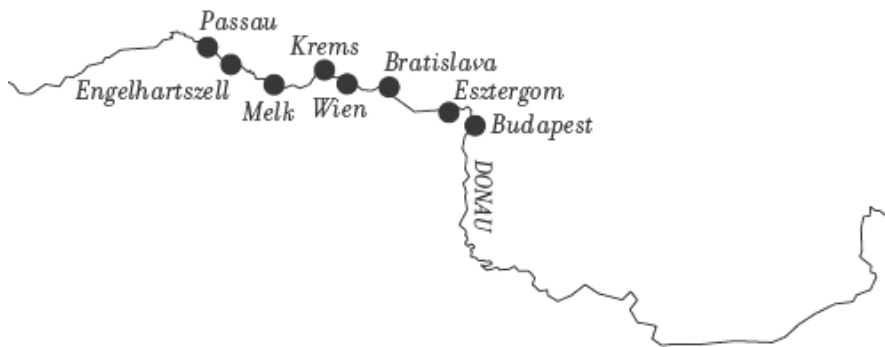 Passau
Krems
Bratislava
Engelhartszell
Melk
Wien
Esztergom
Budapest
DONAU